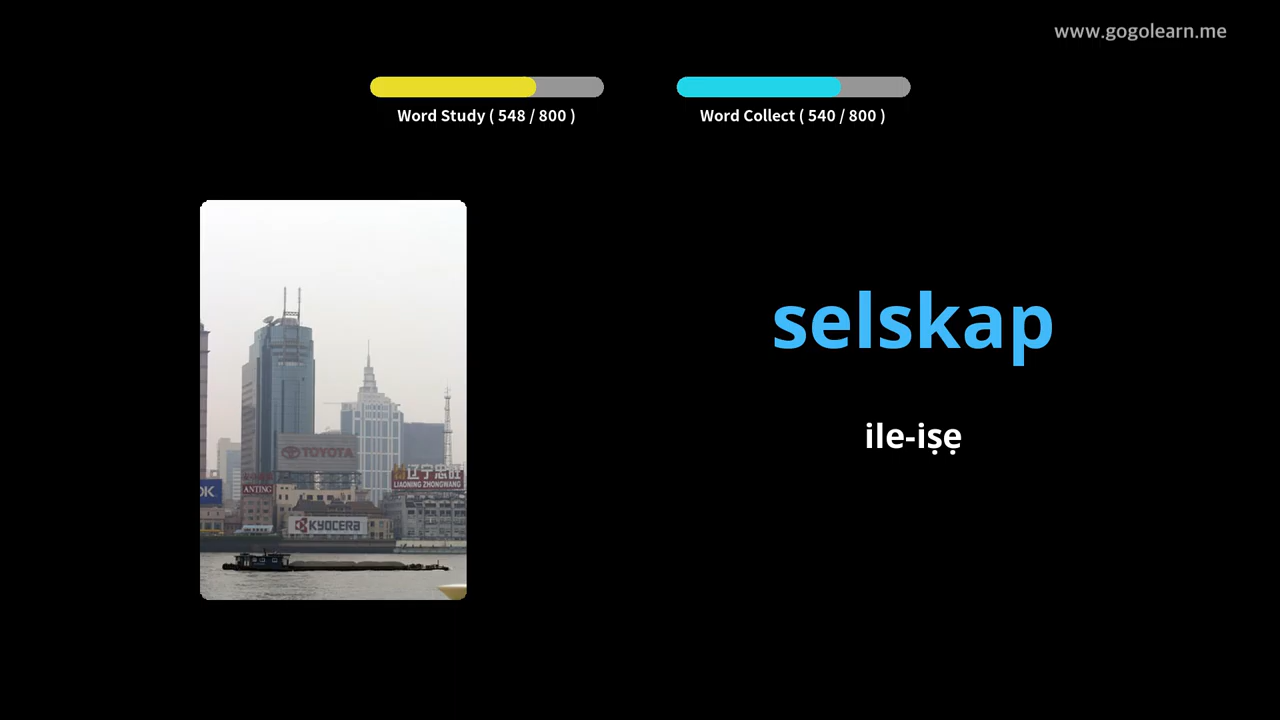 www.gogolearn.me
Word Study ( 548 / 800 )
Word Collect ( 540 / 800 )
selskap
ile-iṣẹ
TOYOTA
辽宁忠旺
LIAONING ZHONGWANG
OK
ANTING
KYOCERA